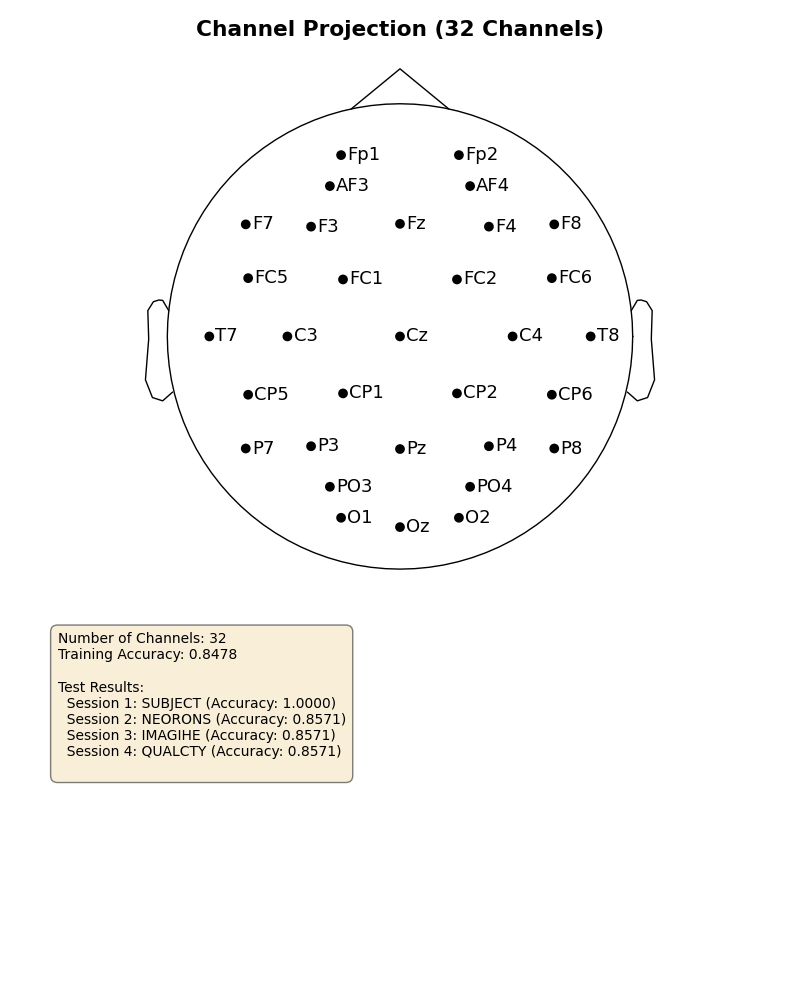 Channel Projection (32 Channels)
Fp1 Fp2
AF3 AF4
F7 F3 Fz F4 F8
FC5 FC1 FC2 FC6
T7 C3 Cz C4 T8
CP5 CP1 CP2 CP6
P7 P3 Pz P4 P8
PO3 PO4
O1 Oz O2
Number of Channels: 32
Training Accuracy: 0.8478
Test Results:
Session 1: SUBJECT (Accuracy: 1.0000)
Session 2: NEORONS (Accuracy: 0.8571)
Session 3: IMAGIHE (Accuracy: 0.8571)
Session 4: QUALCTY (Accuracy: 0.8571)